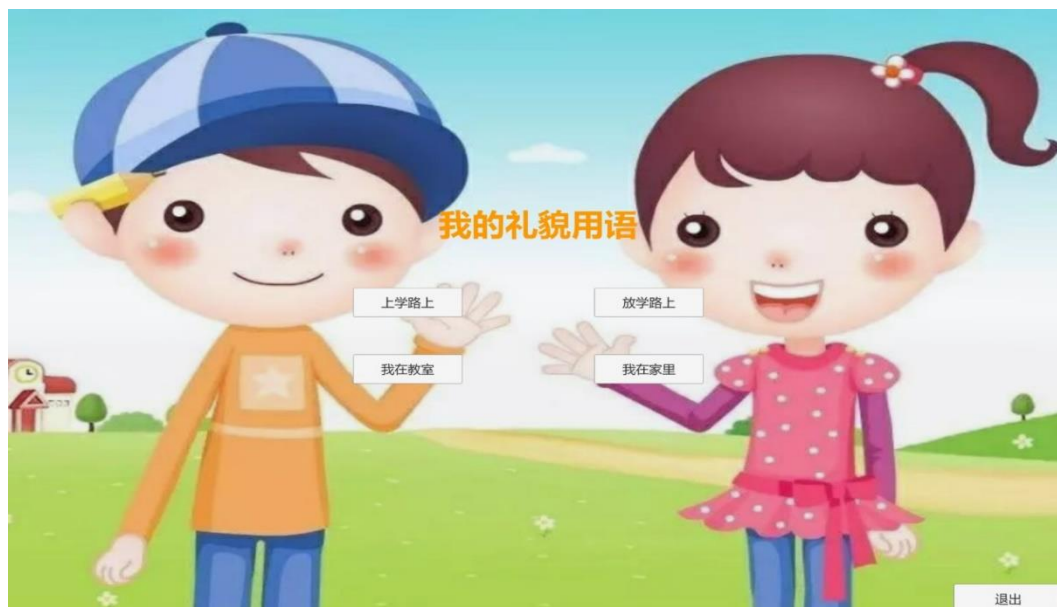 我的礼貌用语
上学路上
放学路上
我在教室
我在家里
退出